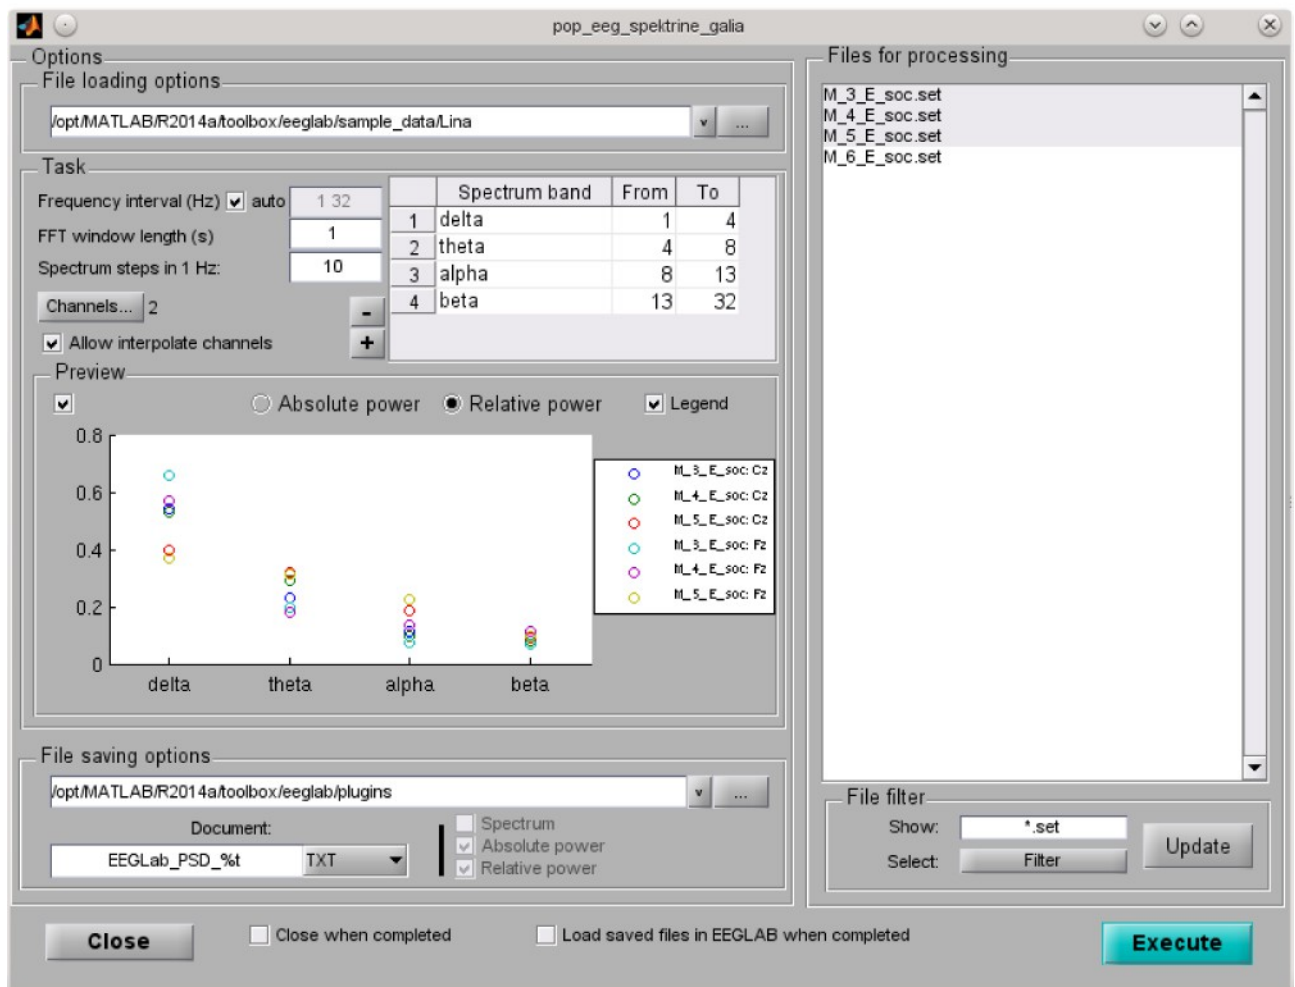 pop_eeg_spektrine_galia
Options
File loading options
/opt/MATLAB/R2014a/toolbox/eeglab/sample_data/Lina
v
...
Task
Frequency interval (Hz) auto 1 32
FFT window length (s) 1
Spectrum steps in 1 Hz: 10
Channels... 2
Allow interpolate channels
-
+
Spectrum band From To
1 delta 1 4
2 theta 4 8
3 alpha 8 13
4 beta 13 32
Preview
Absolute power Relative power Legend
0.8
0.6
0.4
0.2
0
delta theta alpha beta
M_3_E_soc: Cz
M_4_E_soc: Cz
M_5_E_soc: Cz
M_3_E_soc: Fz
M_4_E_soc: Fz
M_5_E_soc: Fz
File saving options
/opt/MATLAB/R2014a/toolbox/eeglab/plugins
v
...
Document:
EEGLab_PSD_%t TXT
Spectrum
Absolute power
Relative power
Files for processing
M_3_E_soc.set
M_4_E_soc.set
M_5_E_soc.set
M_6_E_soc.set
File filter
Show: *.set
Select: Filter
Update
Close
Close when completed
Load saved files in EEGLAB when completed
Execute